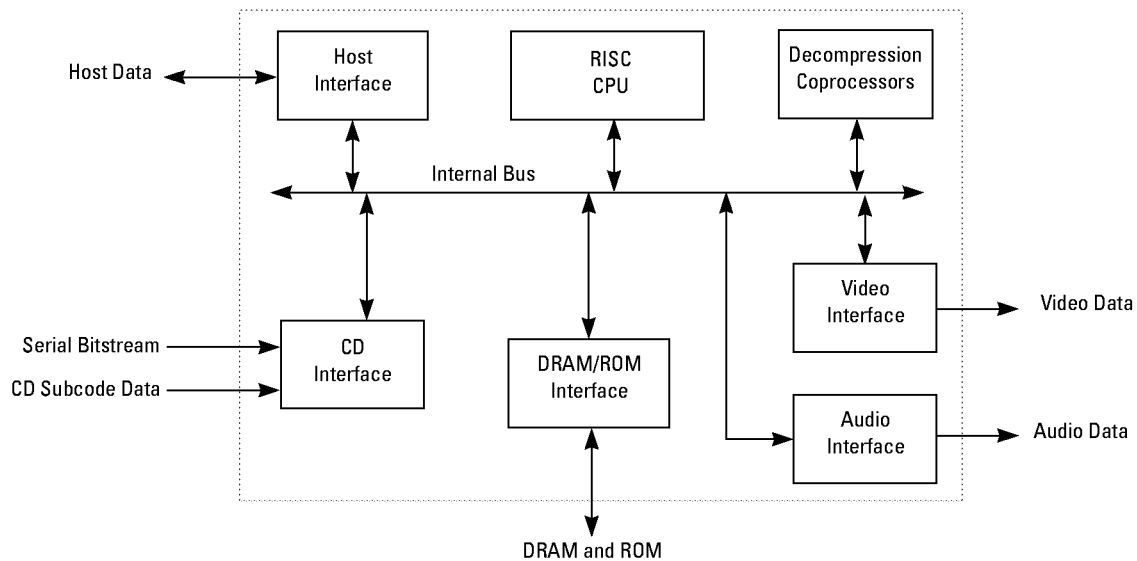 Host Data
Host
Interface
RISC
CPU
Decompression
Coprocessors
Internal Bus
Serial Bitstream
CD Subcode Data
CD
Interface
DRAM/ROM
Interface
Video
Interface
Video Data
Audio
Interface
Audio Data
DRAM and ROM